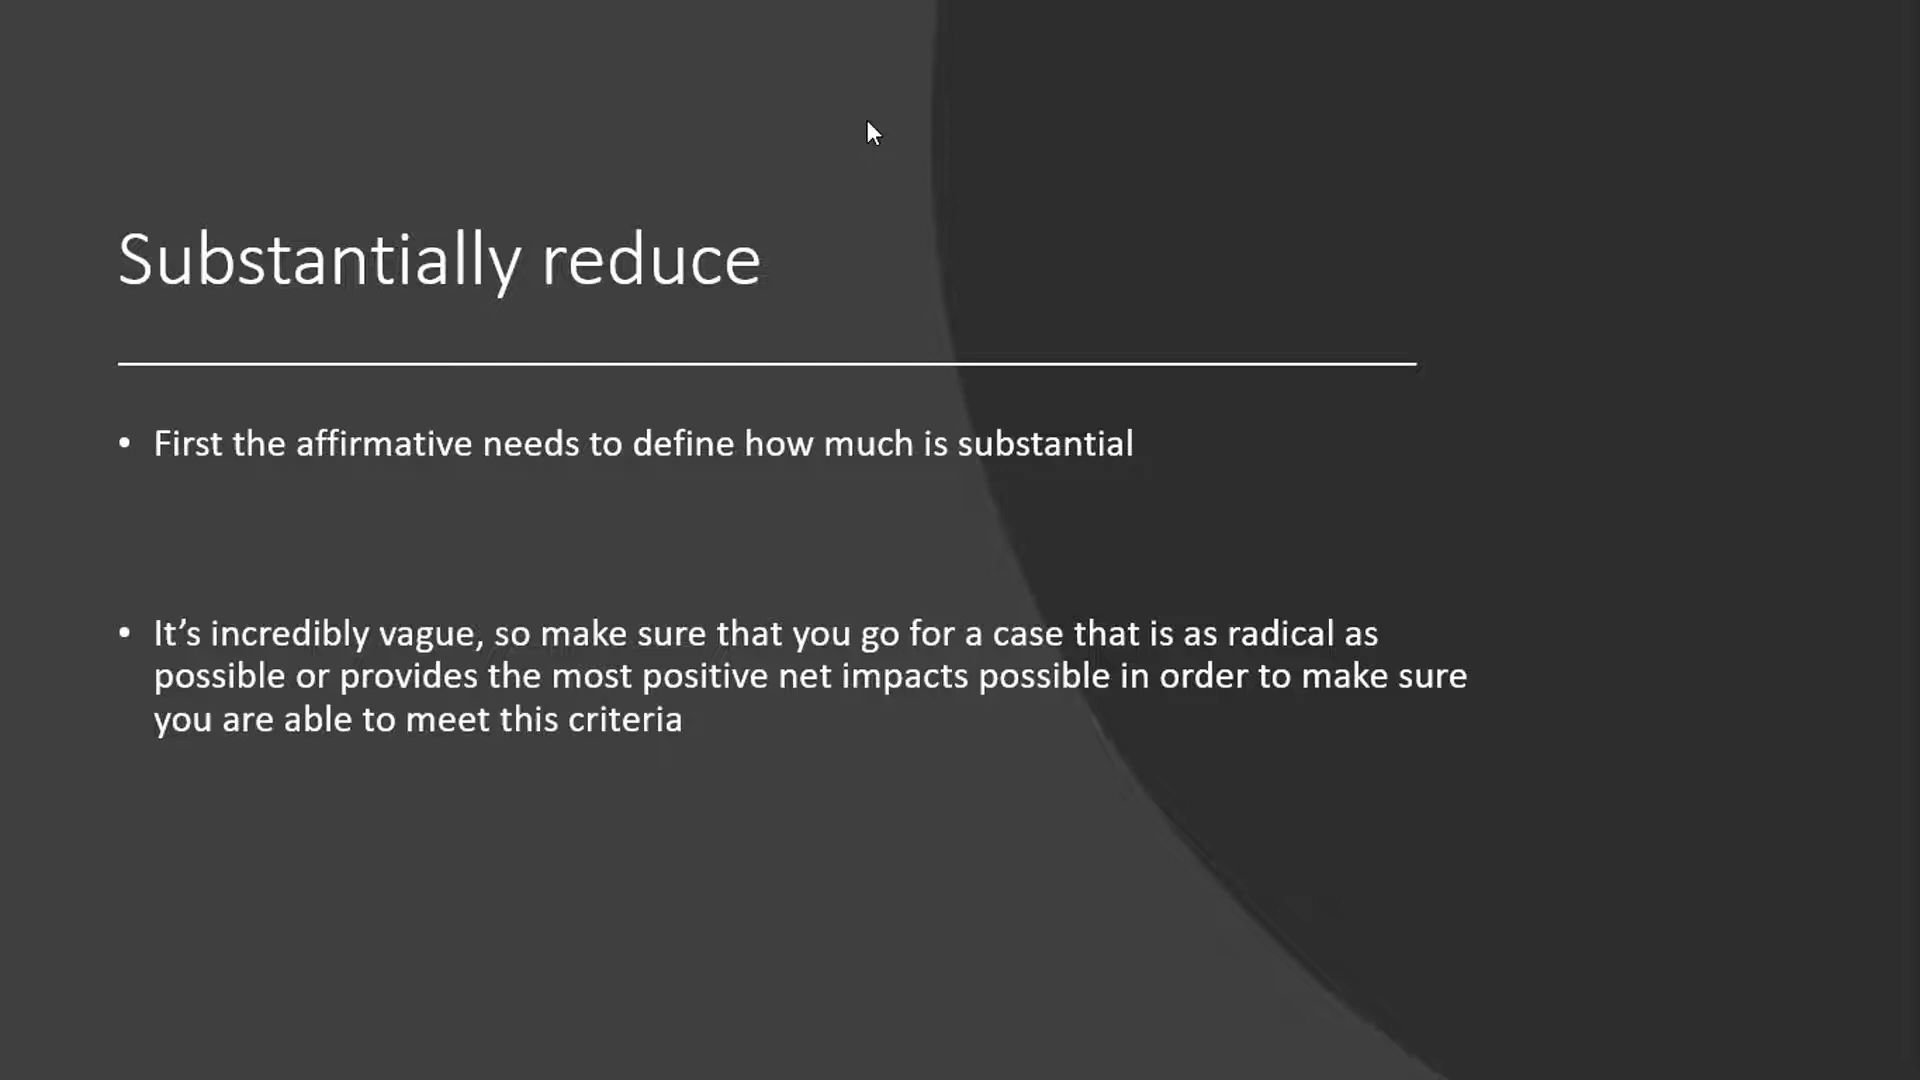 Substantially reduce
• First the affirmative needs to define how much is substantial
• It’s incredibly vague, so make sure that you go for a case that is as radical as
possible or provides the most positive net impacts possible in order to make sure
you are able to meet this criteria